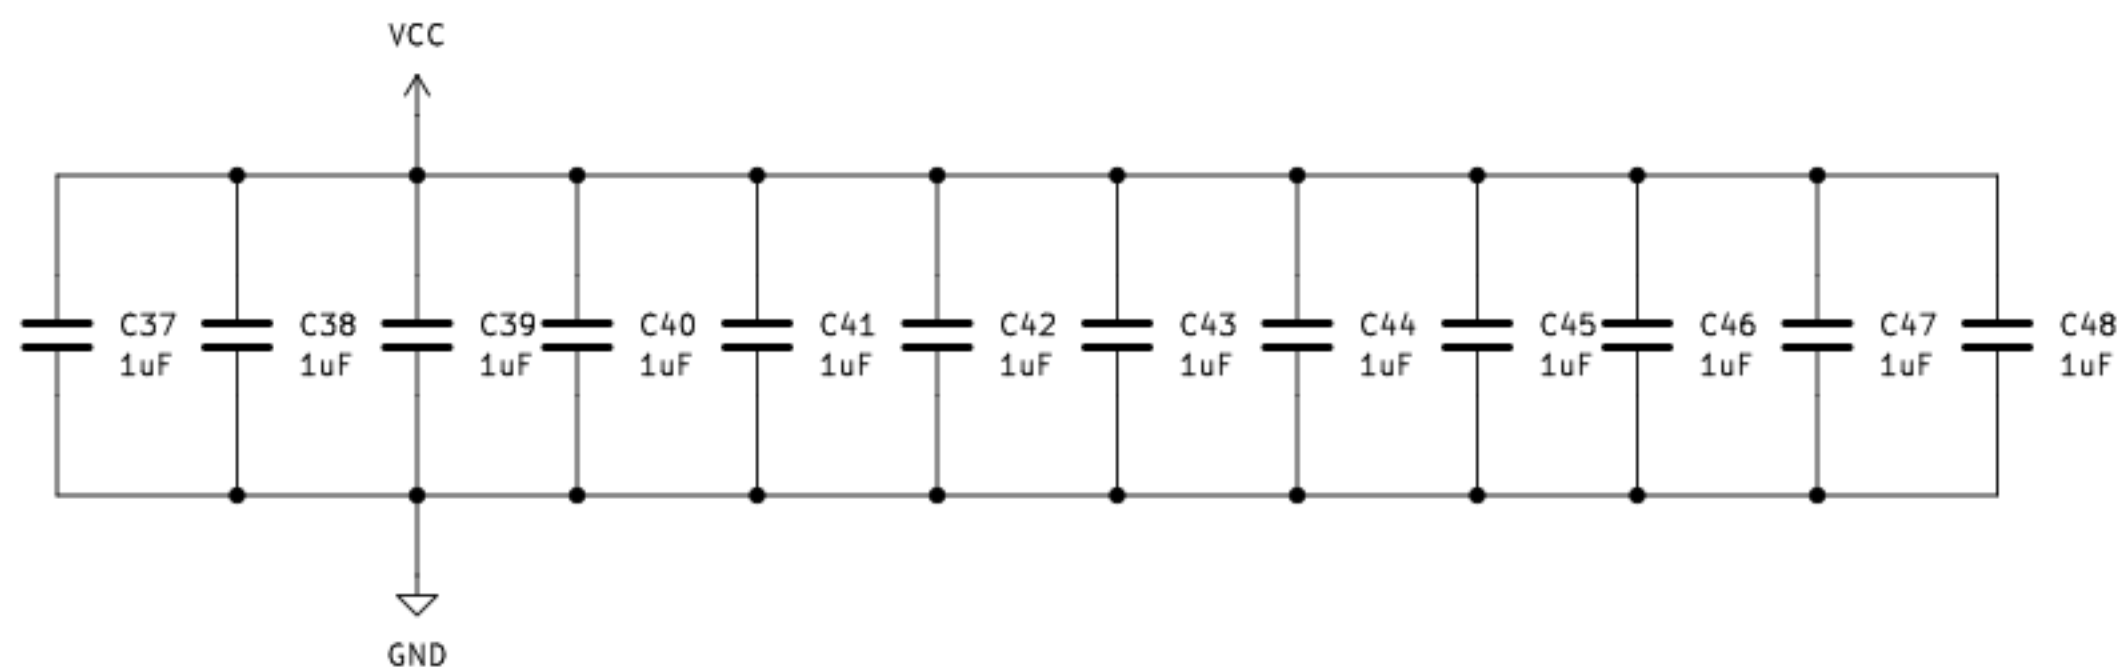 VCC
C37 C38 C39 C40 C41 C42 C43 C44 C45 C46 C47 C48
1uF 1uF 1uF 1uF 1uF 1uF 1uF 1uF 1uF 1uF 1uF 1uF
GND